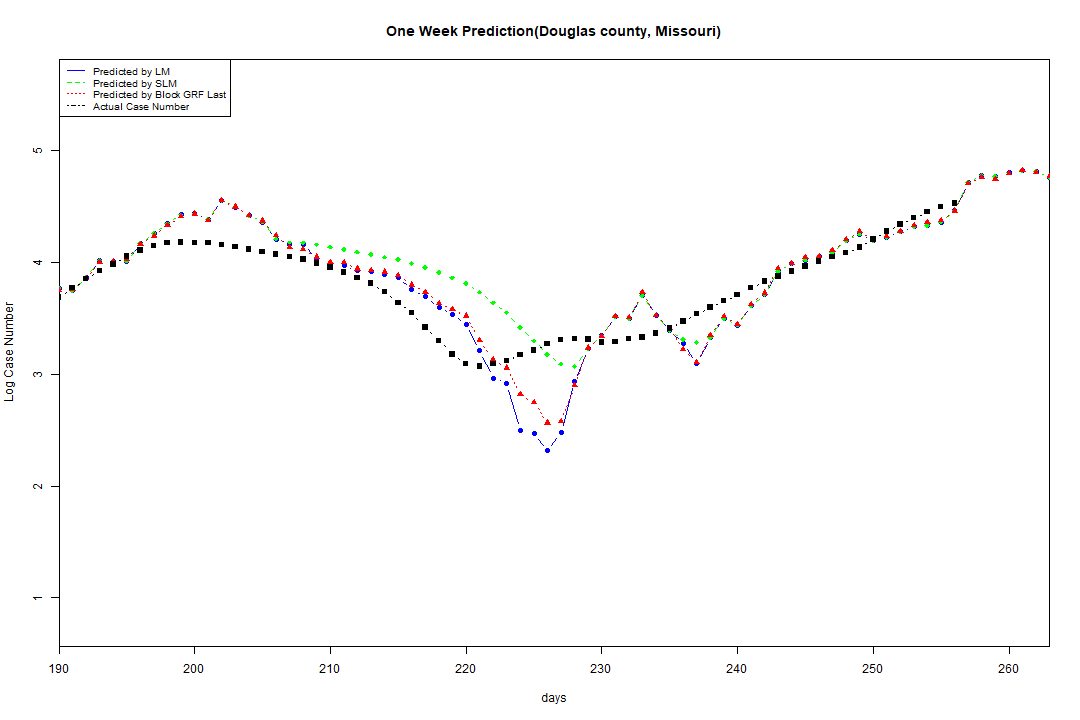 One Week Prediction(Douglas county, Missouri)
Predicted by LM
Predicted by SLM
Predicted by Block GRF Last
Actual Case Number
5
4
3
2
1
Log Case Number
190 200 210 220 230 240 250 260
days